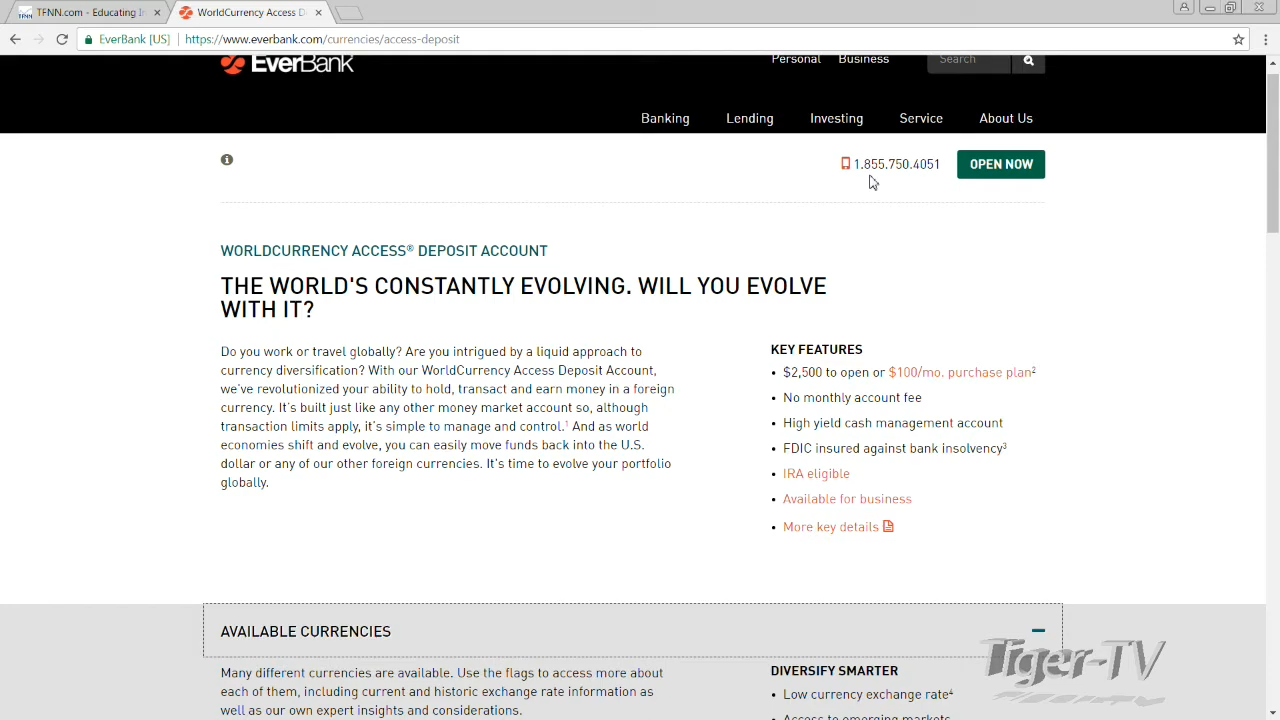 TFNN.com - Educating In
WorldCurrency Access D
EverBank [US]
https://www.everbank.com/currencies/access-deposit
EverBank
Personal
Business
Search
Banking
Lending
Investing
Service
About Us
1.855.750.4051
OPEN NOW
WORLDCURRENCY ACCESS® DEPOSIT ACCOUNT
THE WORLD'S CONSTANTLY EVOLVING. WILL YOU EVOLVE
WITH IT?
Do you work or travel globally? Are you intrigued by a liquid approach to
currency diversification? With our WorldCurrency Access Deposit Account,
we've revolutionized your ability to hold, transact and earn money in a foreign
currency. It's built just like any other money market account so, although
transaction limits apply, it's simple to manage and control.¹ And as world
economies shift and evolve, you can easily move funds back into the U.S.
dollar or any of our other foreign currencies. It's time to evolve your portfolio
globally.
KEY FEATURES
• $2,500 to open or $100/mo. purchase plan²
• No monthly account fee
• High yield cash management account
• FDIC insured against bank insolvency³
• IRA eligible
• Available for business
• More key details
AVAILABLE CURRENCIES
Many different currencies are available. Use the flags to access more about
each of them, including current and historic exchange rate information as
well as our own expert insights and considerations.
DIVERSIFY SMARTER
• Low currency exchange rate⁴
Access to emerging markets
Tiger-TV